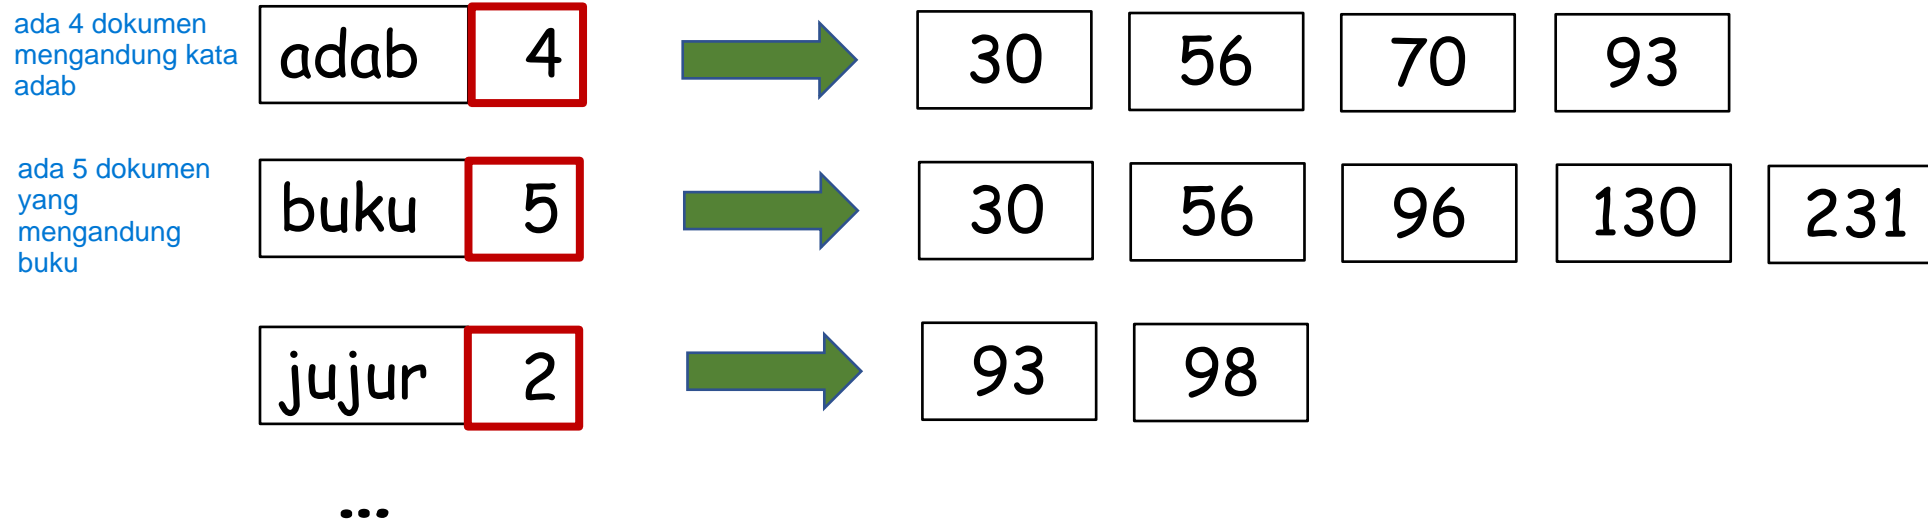 ada 4 dokumen
mengandung kata
adab
adab 4 30 56 70 93
ada 5 dokumen
yang
mengandung
buku
buku 5 30 56 96 130 231
jujur 2 93 98
...